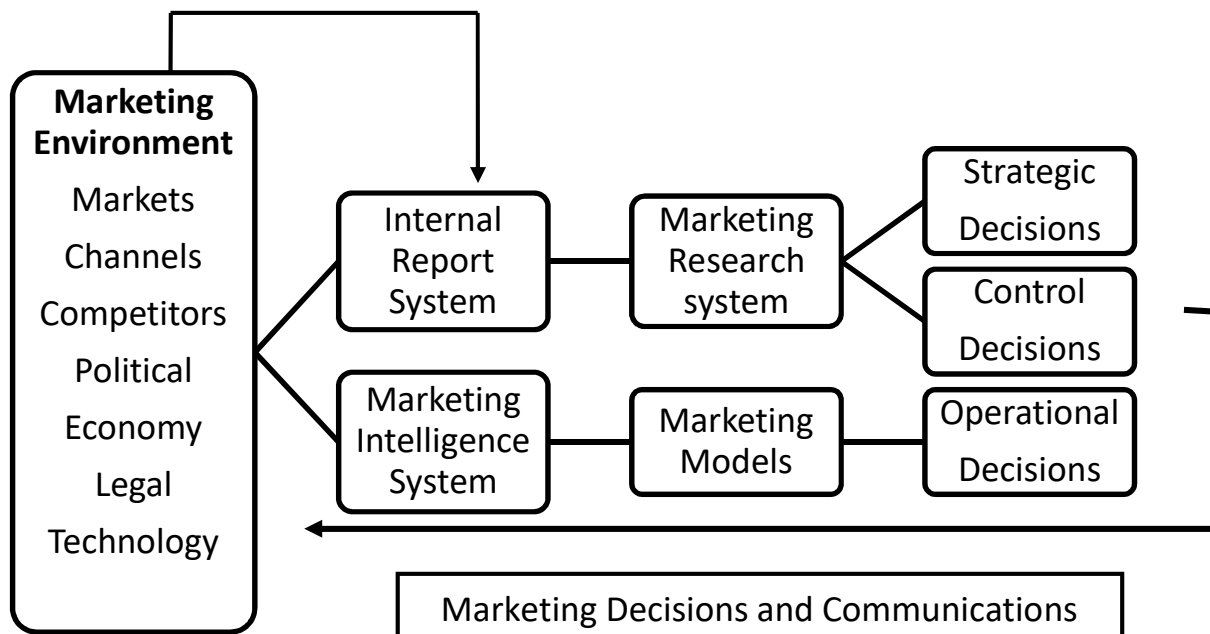 Marketing
Environment
Markets
Channels
Competitors
Political
Economy
Legal
Technology
Internal
Report
System
Marketing
Intelligence
System
Marketing
Research
system
Marketing
Models
Strategic
Decisions
Control
Decisions
Operational
Decisions
Marketing Decisions and Communications